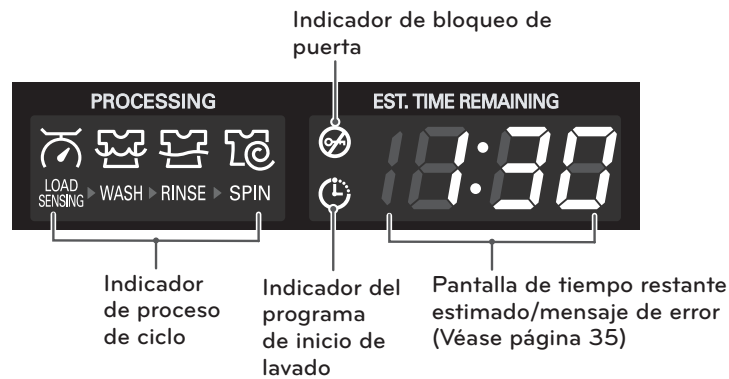 Indicador de bloqueo de
puerta
PROCESSING
EST. TIME REMAINING
LOAD
SENSING
WASH
RINSE
SPIN
1:30
Indicador
de proceso
de ciclo
Indicador del
programa
de inicio de
lavado
Pantalla de tiempo restante
estimado/mensaje de error
(Véase página 35)